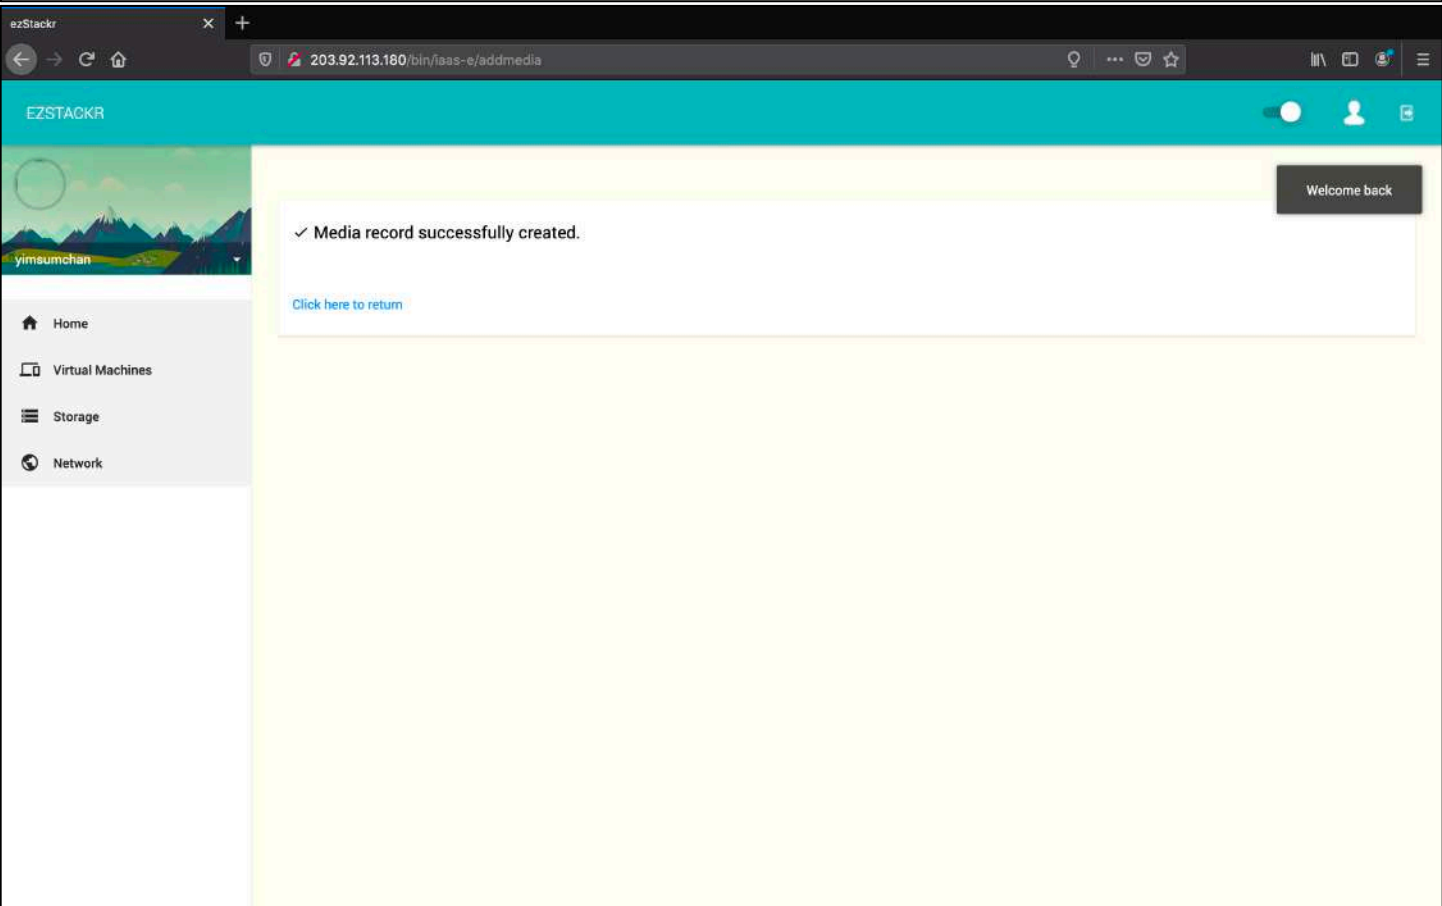 ezStackr
203.92.113.180/bin/iaas-e/addmedia
EZSTACKR
Welcome back
yimsumchan
Media record successfully created.
Click here to return
Home
Virtual Machines
Storage
Network